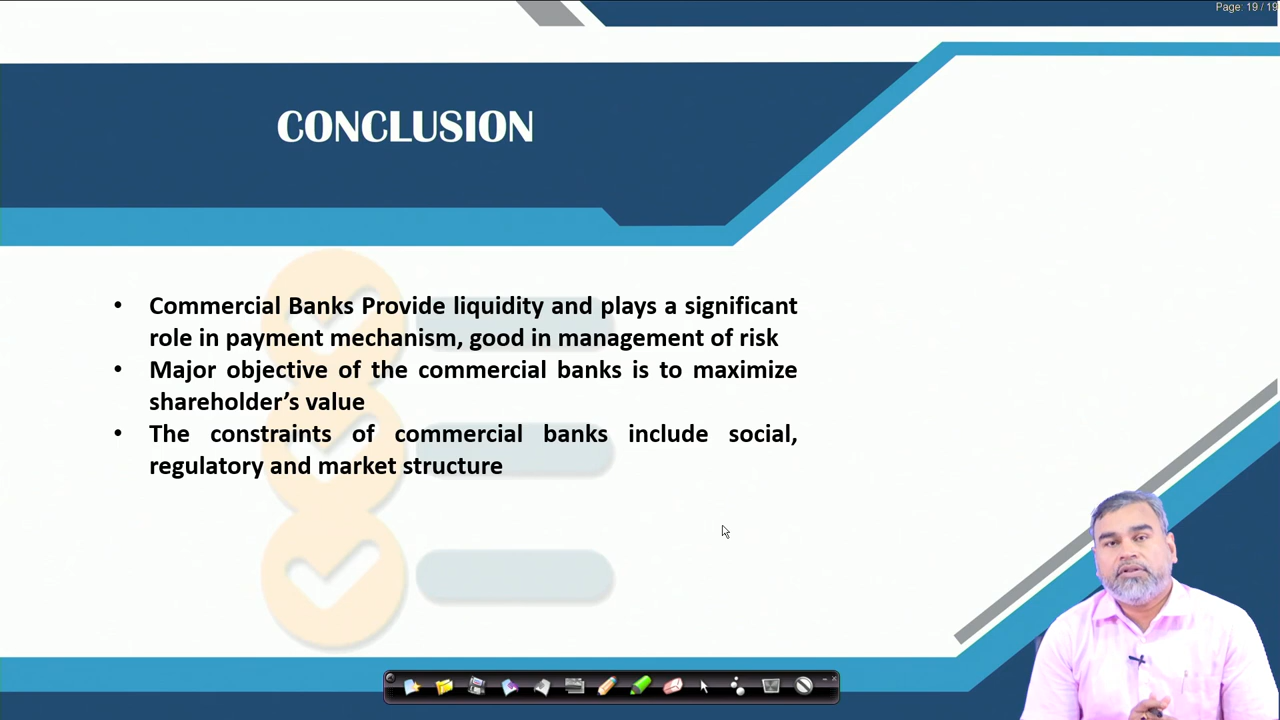 Page: 19 / 19
CONCLUSION
• Commercial Banks Provide liquidity and plays a significant
role in payment mechanism, good in management of risk
• Major objective of the commercial banks is to maximize
shareholder’s value
• The constraints of commercial banks include social,
regulatory and market structure